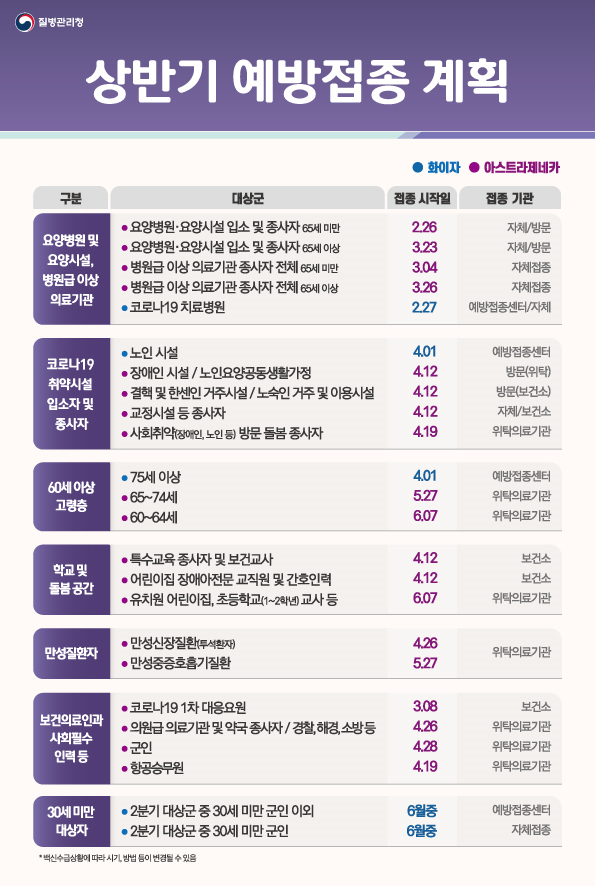 질병관리청
상반기 예방접종 계획
● 화이자 ● 아스트라제네카
구분 대상군 접종 시작일 접종 기관
요양병원 및
요양시설,
병원급 이상
의료기관
● 요양병원·요양시설 입소 및 종사자 65세 미만 2.26 자체/방문
● 요양병원·요양시설 입소 및 종사자 65세 이상 3.23 자체/방문
● 병원급 이상 의료기관 종사자 전체 65세 미만 3.04 자체접종
● 병원급 이상 의료기관 종사자 전체 65세 이상 3.26 자체접종
● 코로나19 치료병원 2.27 예방접종센터/자체
코로나19
취약시설
입소자 및
종사자
● 노인 시설 4.01 예방접종센터
● 장애인 시설 / 노인요양공동생활가정 4.12 방문(위탁)
● 결핵 및 한센인 거주시설 / 노숙인 거주 및 이용시설 4.12 방문(보건소)
● 교정시설 등 종사자 4.12 자체/보건소
● 사회취약(장애인, 노인 등) 방문 돌봄 종사자 4.19 위탁의료기관
60세 이상
고령층
● 75세 이상 4.01 예방접종센터
● 65~74세 5.27 위탁의료기관
● 60~64세 6.07 위탁의료기관
학교 및
돌봄 공간
● 특수교육 종사자 및 보건교사 4.12 보건소
● 어린이집 장애아전문 교직원 및 간호인력 4.12 보건소
● 유치원 어린이집, 초등학교(1~2학년) 교사 등 6.07 위탁의료기관
만성질환자
● 만성신장질환(투석환자) 4.26
● 만성중증호흡기질환 5.27
위탁의료기관
보건의료인과
사회필수
인력 등
● 코로나19 1차 대응요원 3.08 보건소
● 의원급 의료기관 및 약국 종사자 / 경찰,해경,소방 등 4.26 위탁의료기관
● 군인 4.28 위탁의료기관
● 항공승무원 4.19 위탁의료기관
30세 미만
대상자
● 2분기 대상군 중 30세 미만 군인 이외 6월중 예방접종센터
● 2분기 대상군 중 30세 미만 군인 6월중 자체접종
* 백신수급상황에 따라 시기, 방법 등이 변경될 수 있음